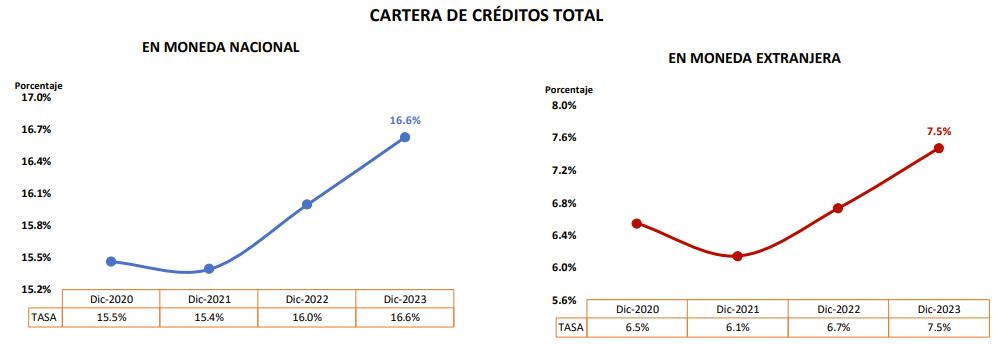 CARTERA DE CRÉDITOS TOTAL
EN MONEDA NACIONAL
Porcentaje
17.0%
16.7%
16.4%
16.1%
15.8%
15.5%
15.2%
16.6%
Dic-2020 Dic-2021 Dic-2022 Dic-2023
TASA 15.5% 15.4% 16.0% 16.6%
EN MONEDA EXTRANJERA
Porcentaje
8.0%
7.6%
7.2%
6.8%
6.4%
6.0%
5.6%
7.5%
Dic-2020 Dic-2021 Dic-2022 Dic-2023
TASA 6.5% 6.1% 6.7% 7.5%